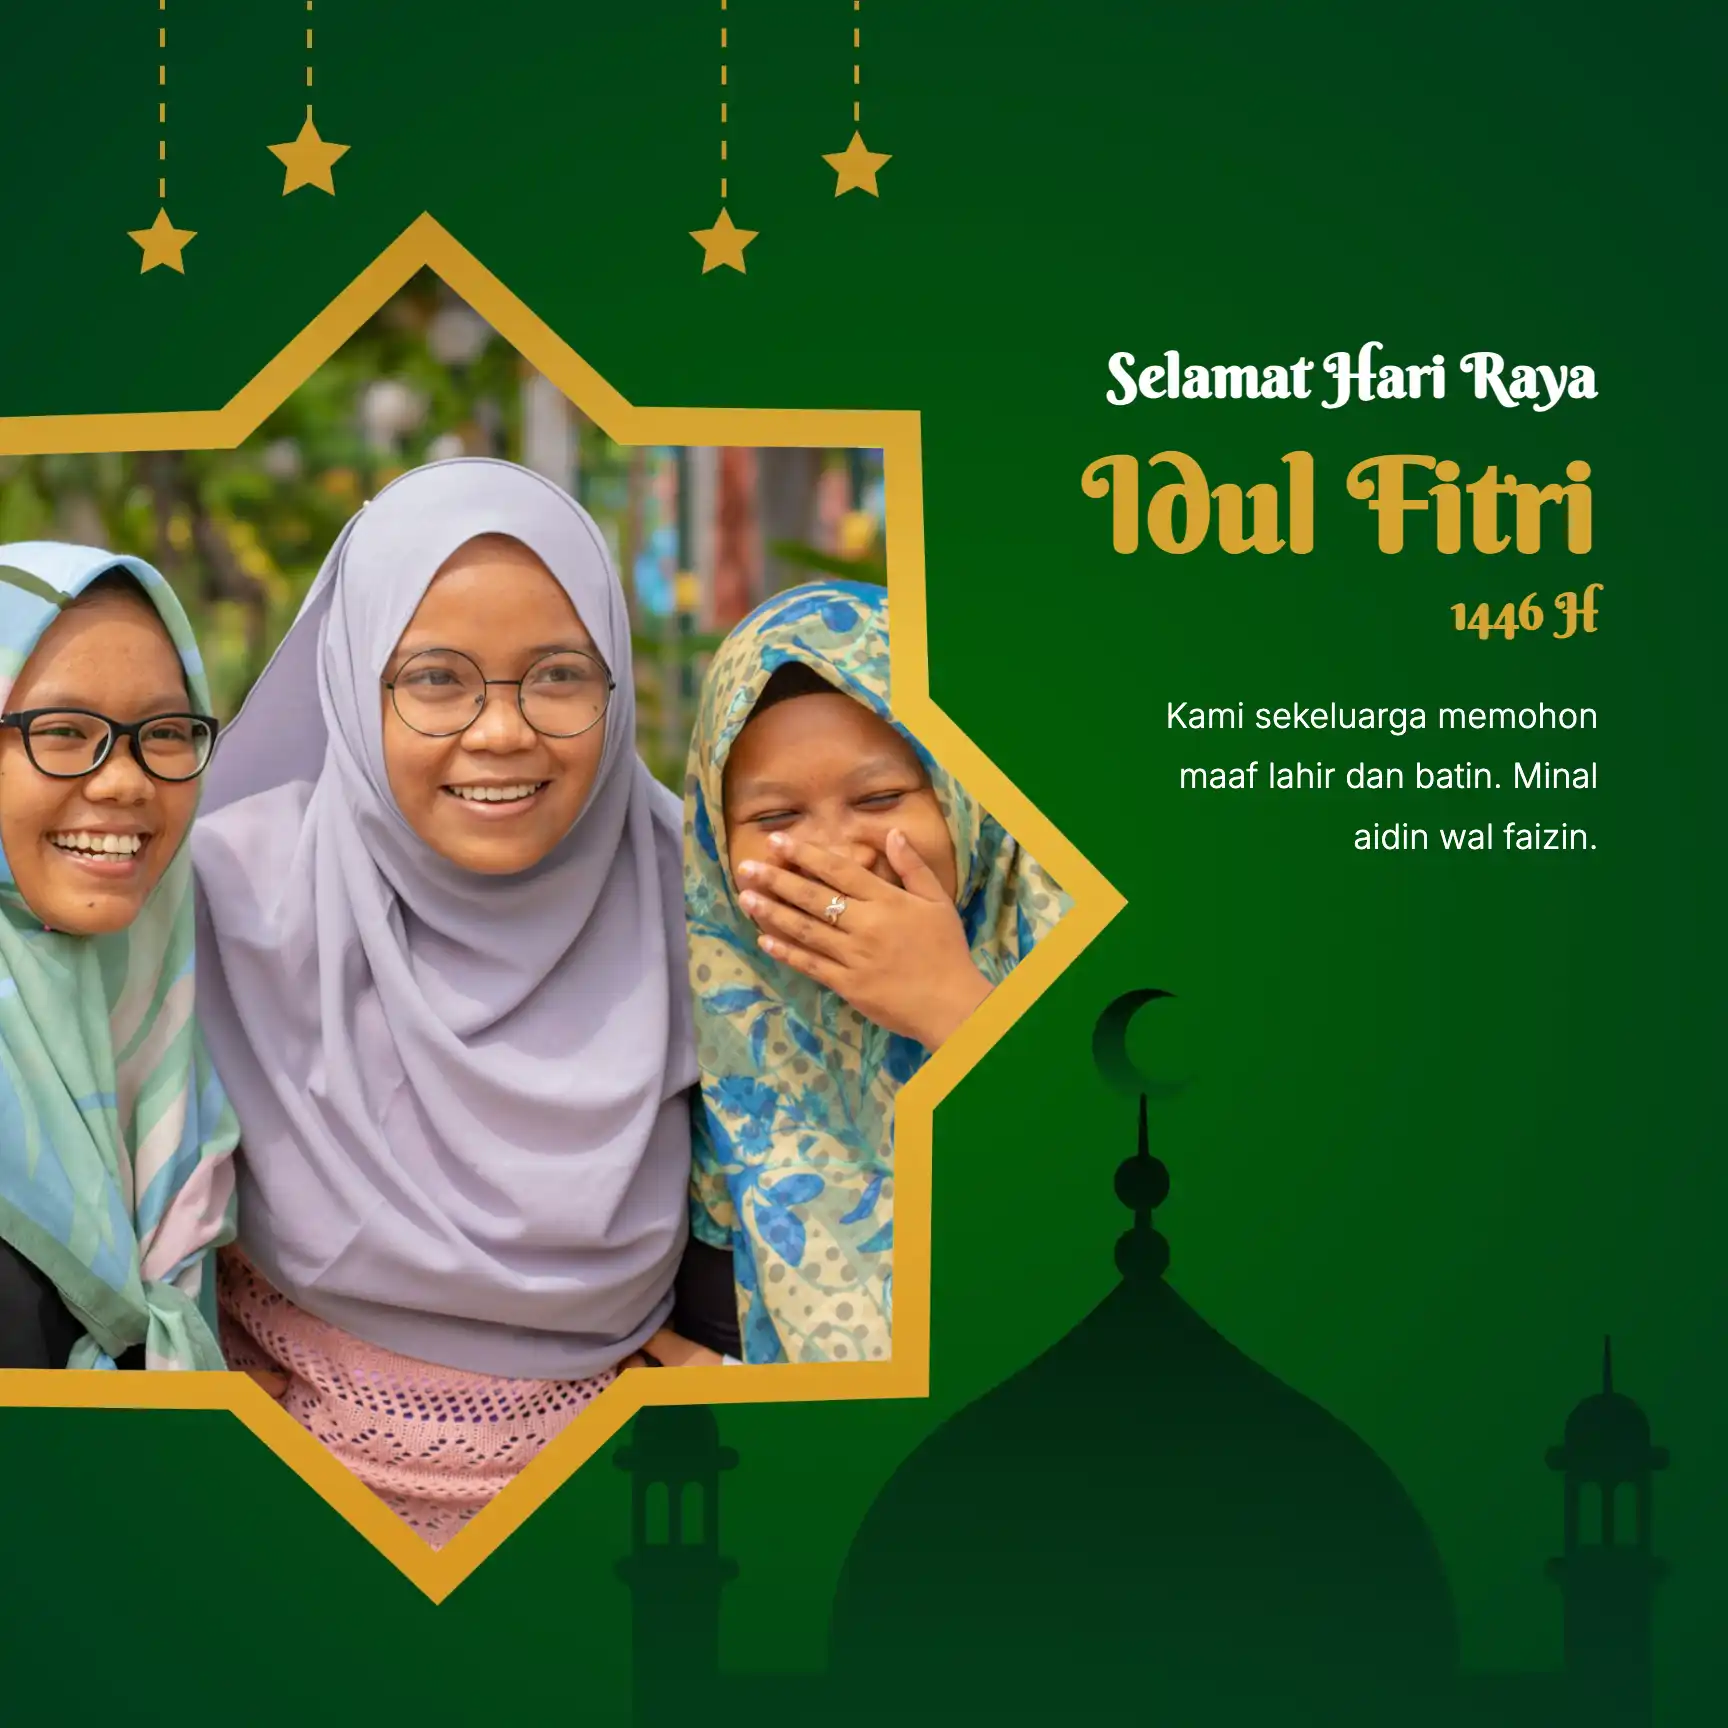 Selamat Hari Raya
Idul Fitri
1446 H
Kami sekeluarga memohon
maaf lahir dan batin. Minal
aidin wal faizin.